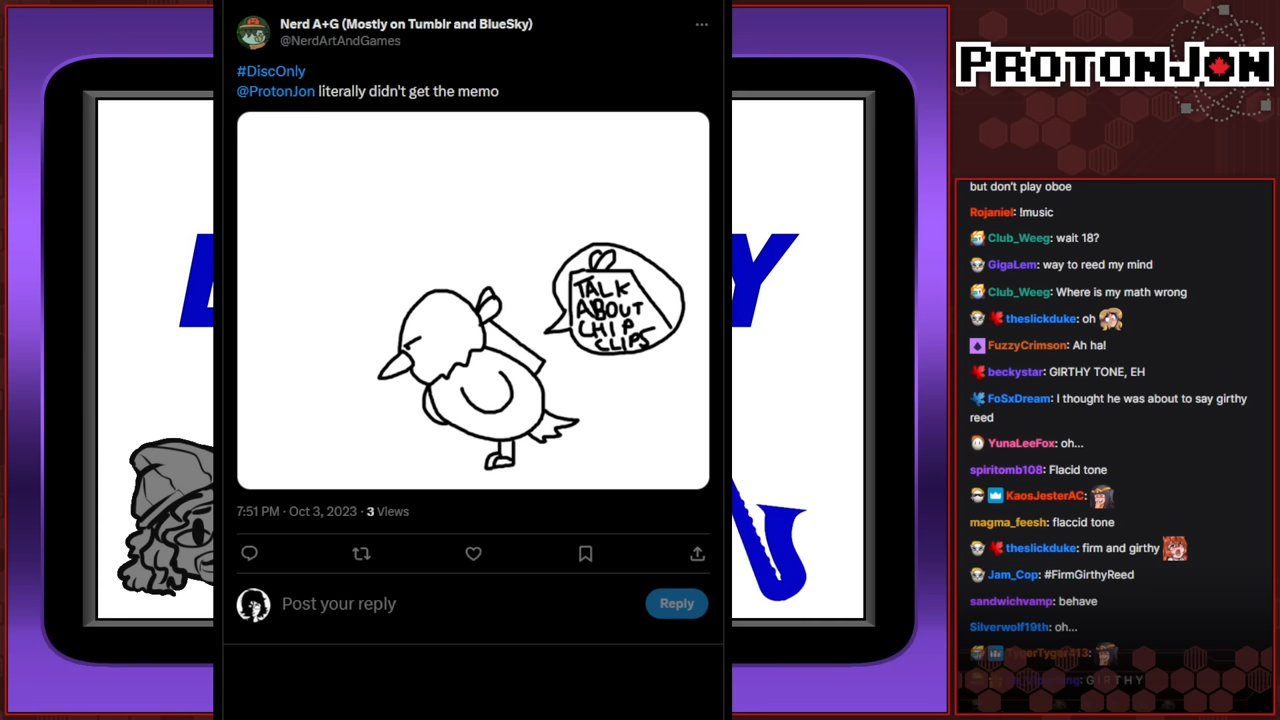 Nerd A+G (Mostly on Tumblr and BlueSky)
@NerdArtAndGames
#DiscOnly
@ProtonJon literally didn't get the memo
TALK
ABOUT
CHIP
CLIPS
7:51 PM · Oct 3, 2023 · 3 Views
Post your reply
Reply
Y
PROTONJON
but don't play oboe
Rojaniel: !music
Club_Weeg: wait 18?
GigaLem: way to reed my mind
Club_Weeg: Where is my math wrong
theslickduke: oh
FuzzyCrimson: Ah ha!
beckystar: GIRTHY TONE, EH
FoSxDream: I thought he was about to say girthy
reed
YunaLeeFox: oh...
spiritomb108: Flacid tone
KaosJesterAC:
magma_feesh: flaccid tone
theslickduke: firm and girthy
Jam_Cop: #FirmGirthyReed
sandwichvamp: behave
Silverwolf19th: oh...
TygerTyger413:
G I R T H Y